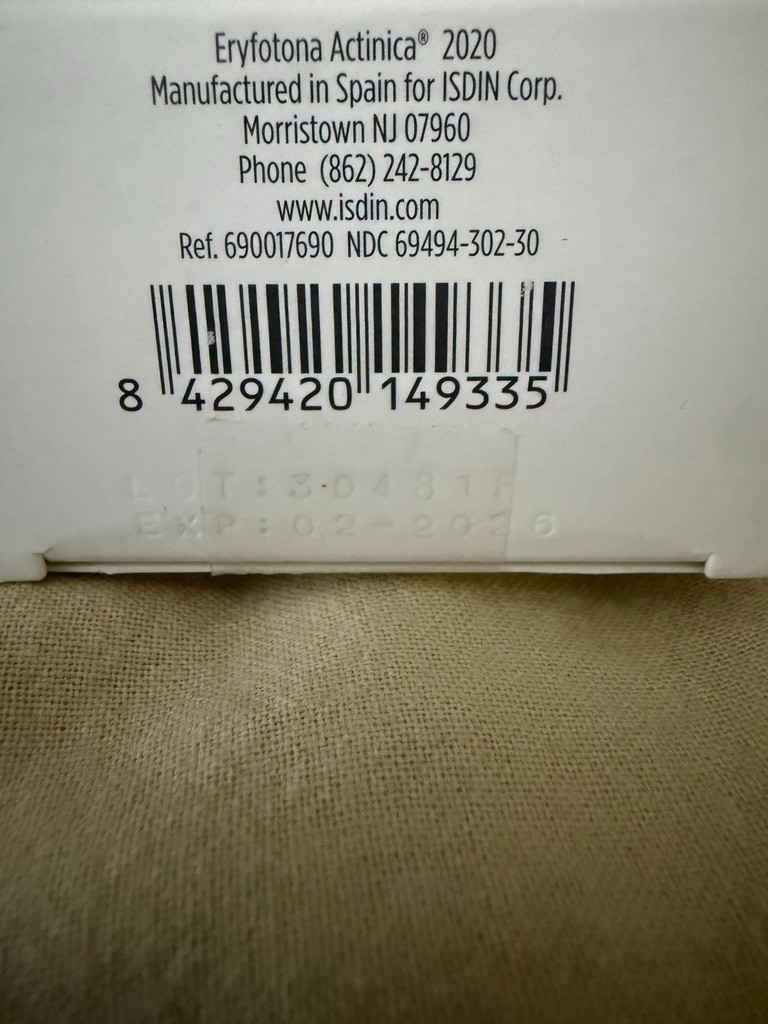 Eryfotona Actinica® 2020
Manufactured in Spain for ISDIN Corp.
Morristown NJ 07960
Phone (862) 242-8129
www.isdin.com
Ref. 690017690 NDC 69494-302-30
8 429420 149335
EXP:02-2026